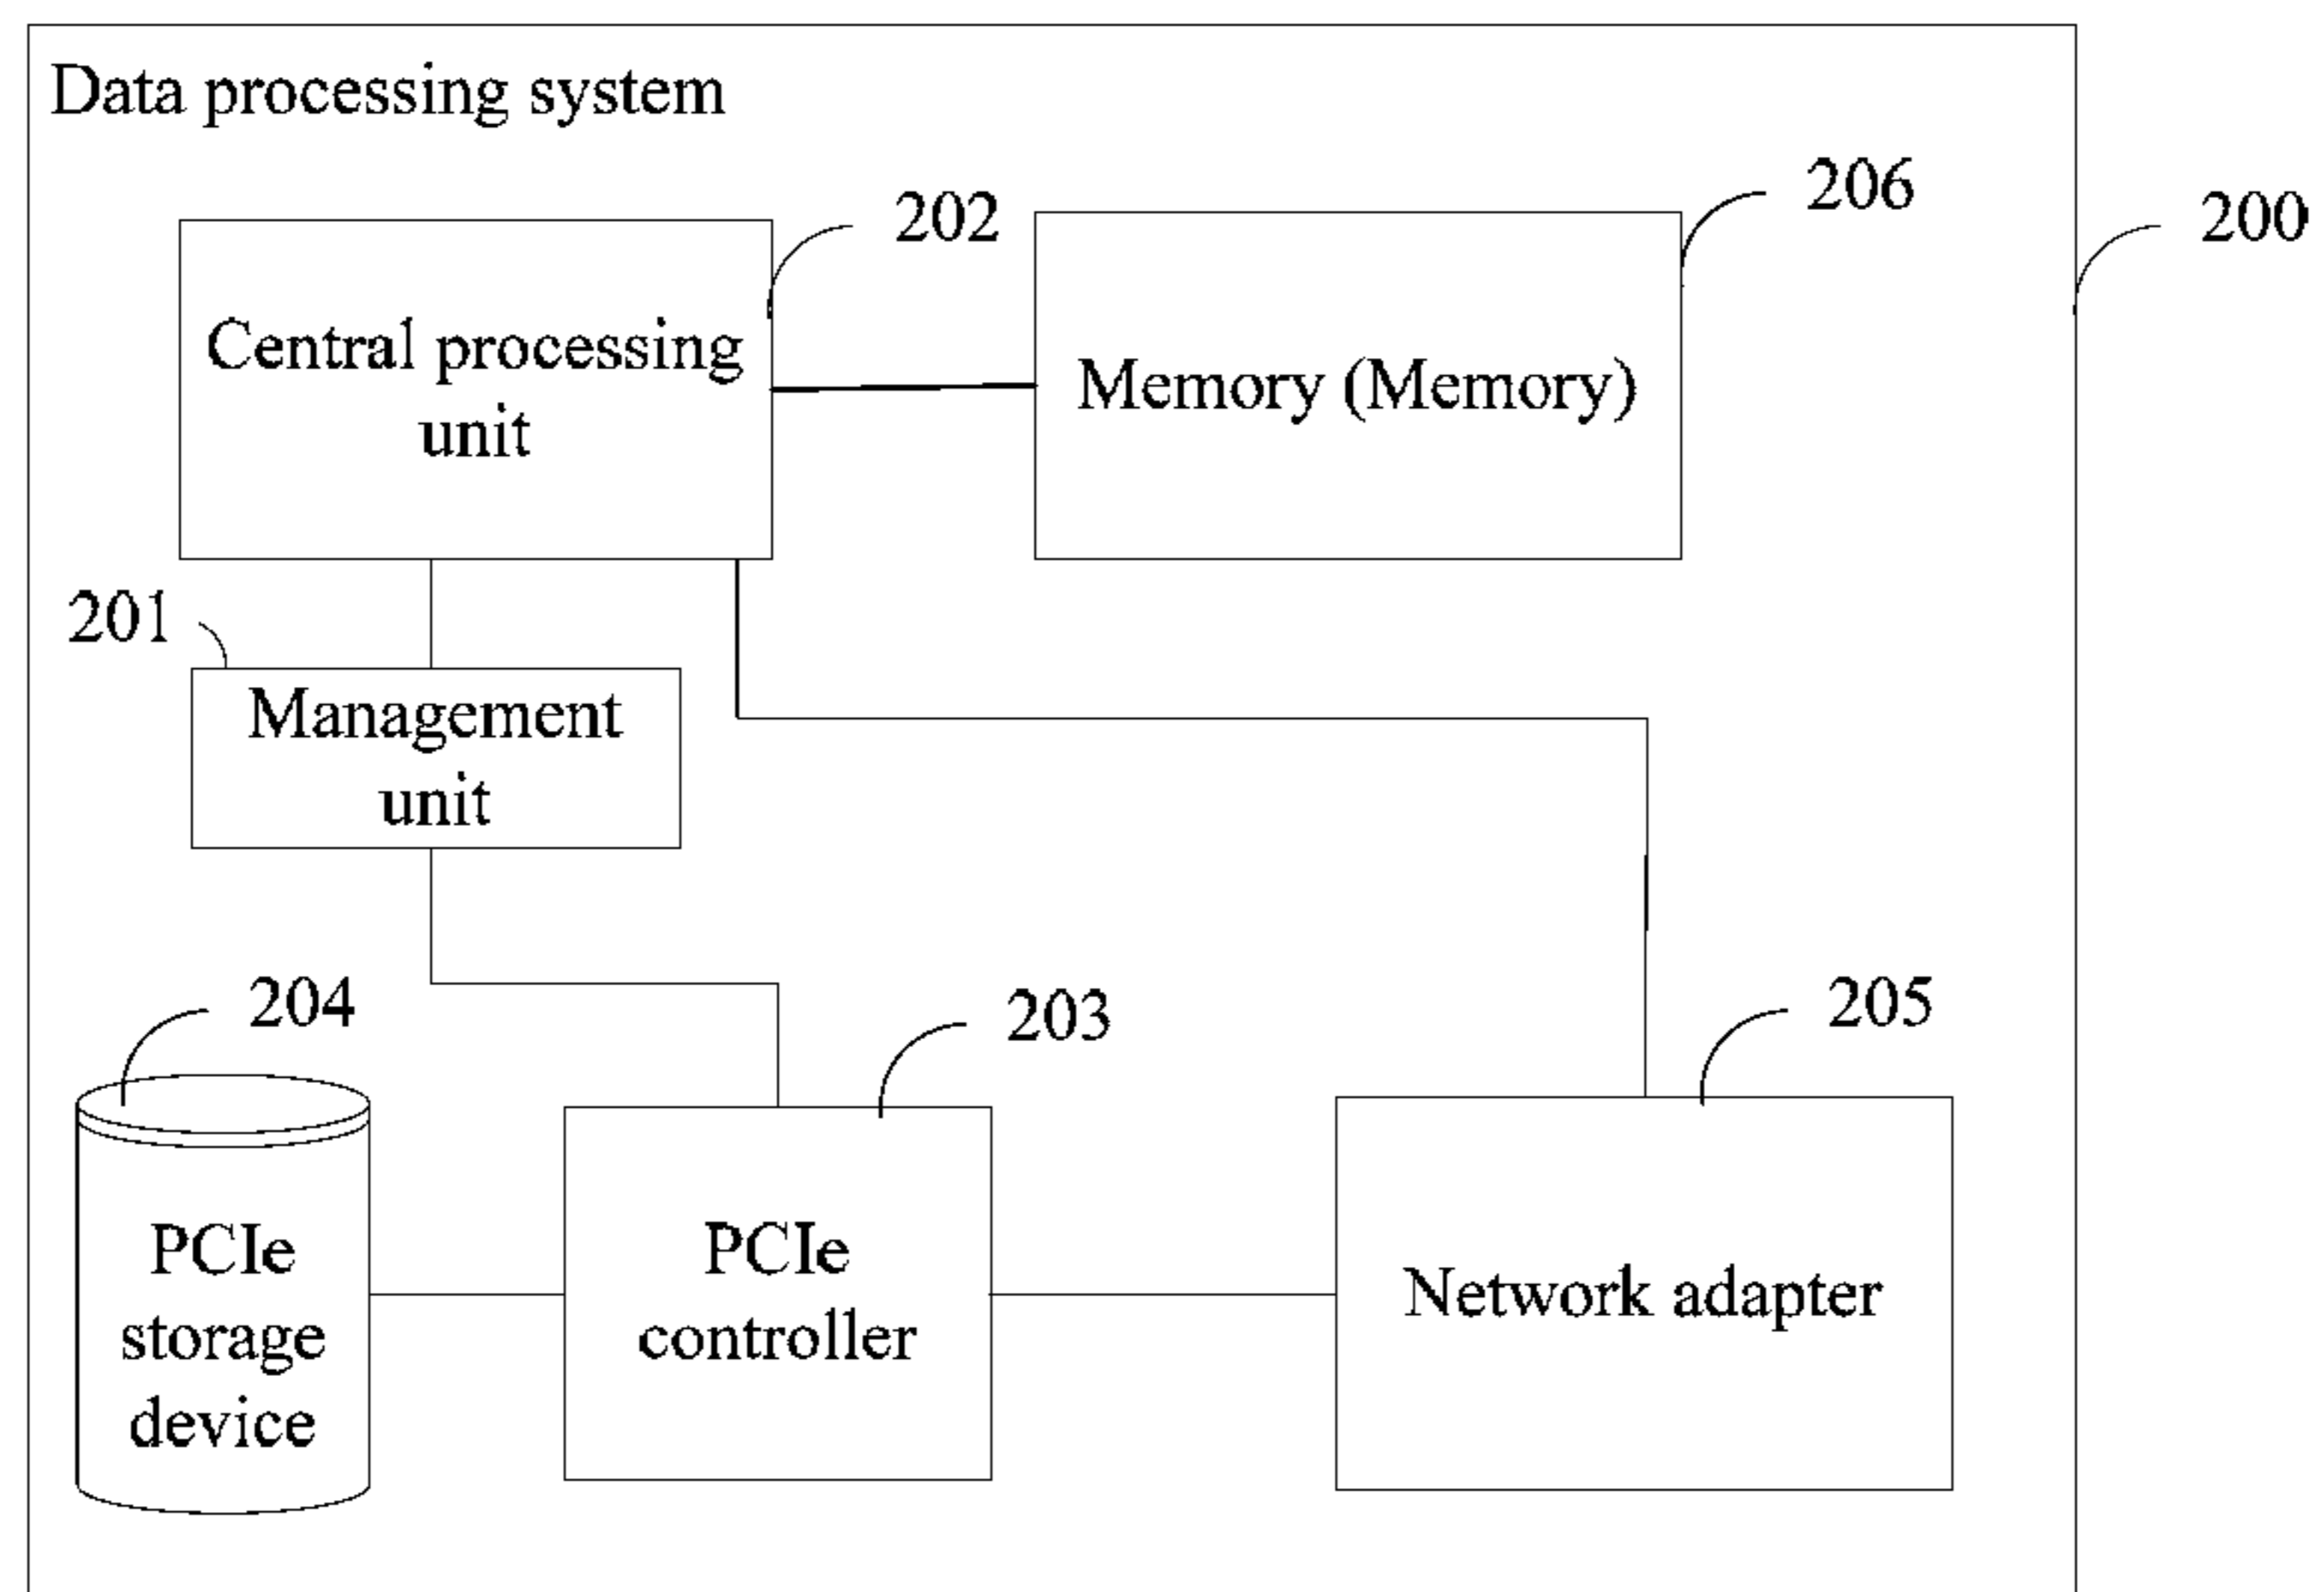 Data processing system
202
206
200
Central processing
unit
Memory (Memory)
201
Management
unit
204
203
205
PCIe
storage
device
PCIe
controller
Network adapter